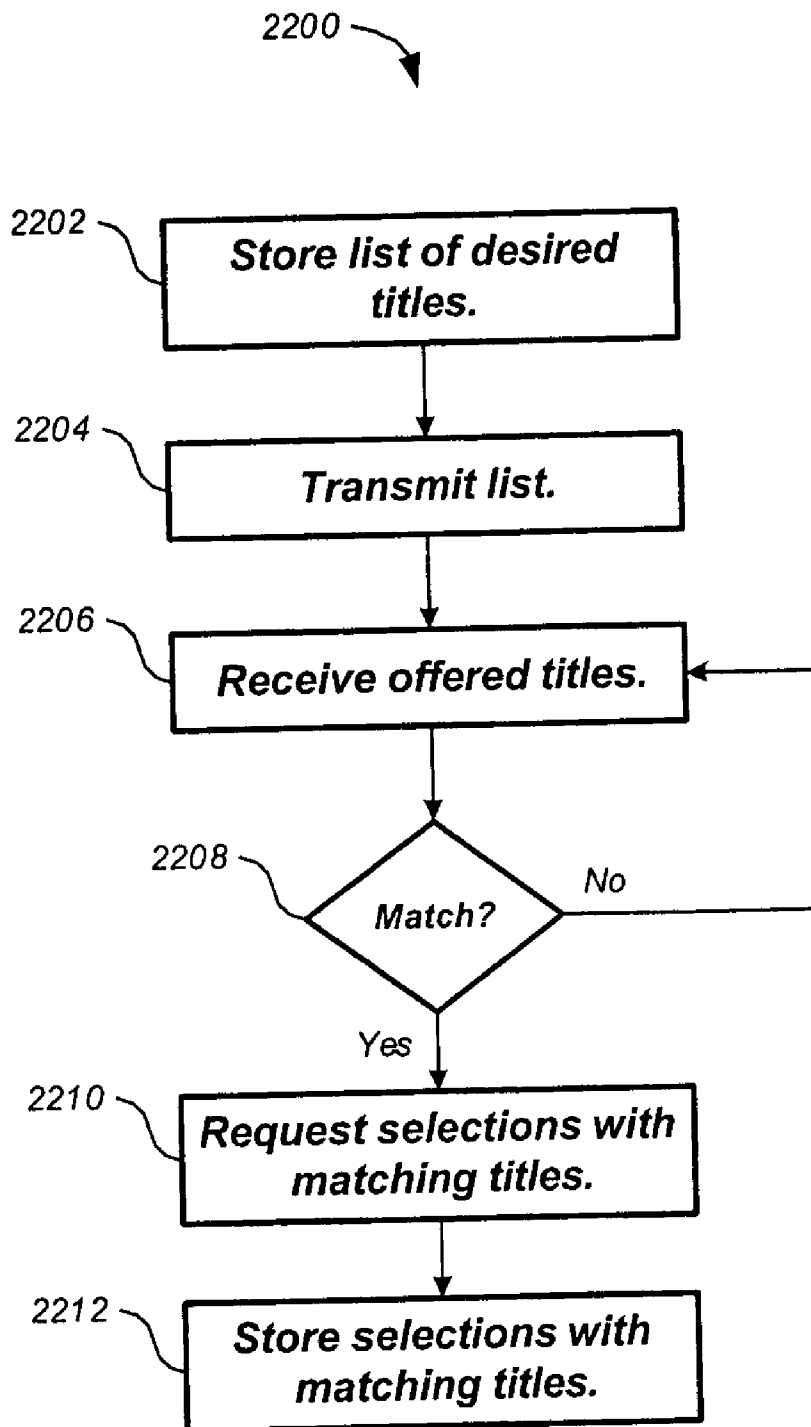 2200
2202
Store list of desired
titles.
2204
Transmit list.
2206
Receive offered titles.
2208
Match?
No
Yes
2210
Request selections with
matching titles.
2212
Store selections with
matching titles.